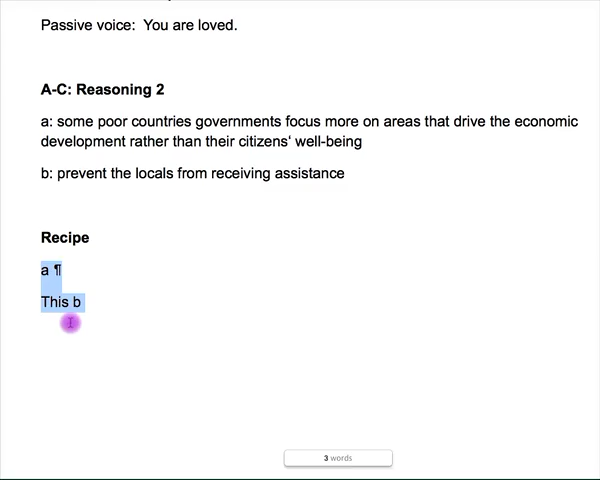 Passive voice:  You are loved.
A-C: Reasoning 2
a: some poor countries governments focus more on areas that drive the economic
development rather than their citizens‘ well-being
b: prevent the locals from receiving assistance
Recipe
a ¶
This b
3 words